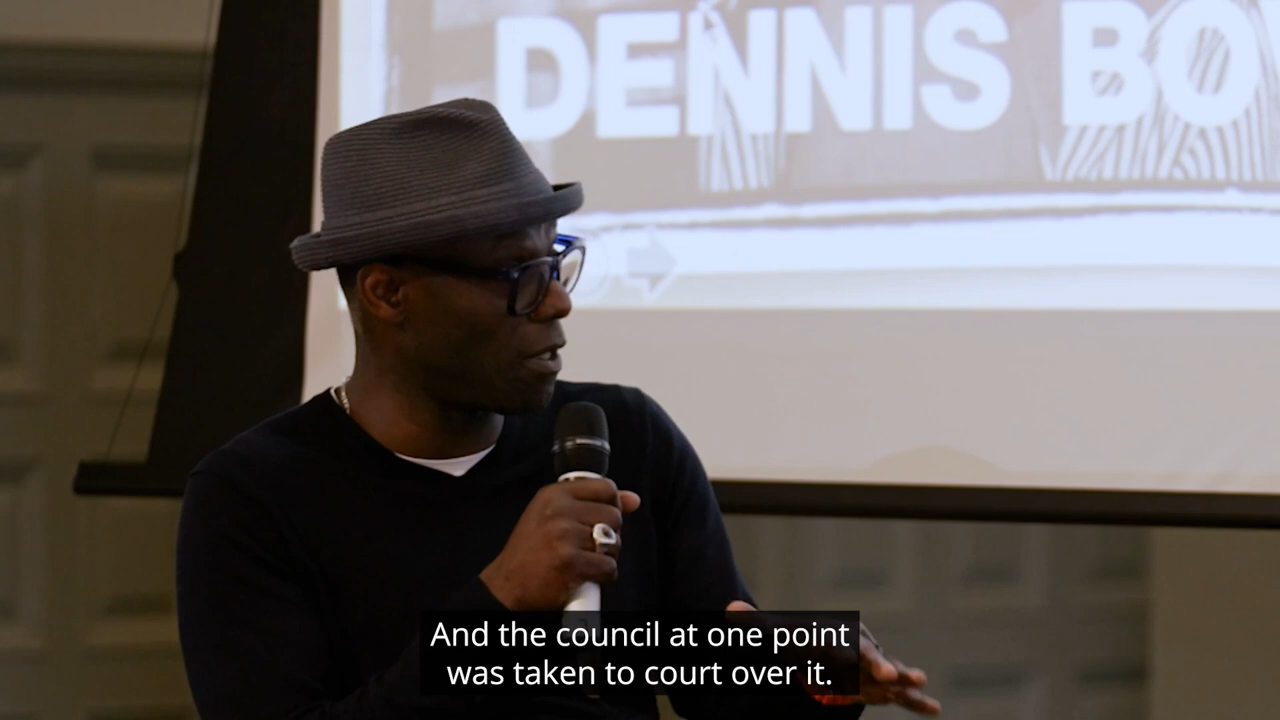 DENNIS BO
And the council at one point
was taken to court over it.